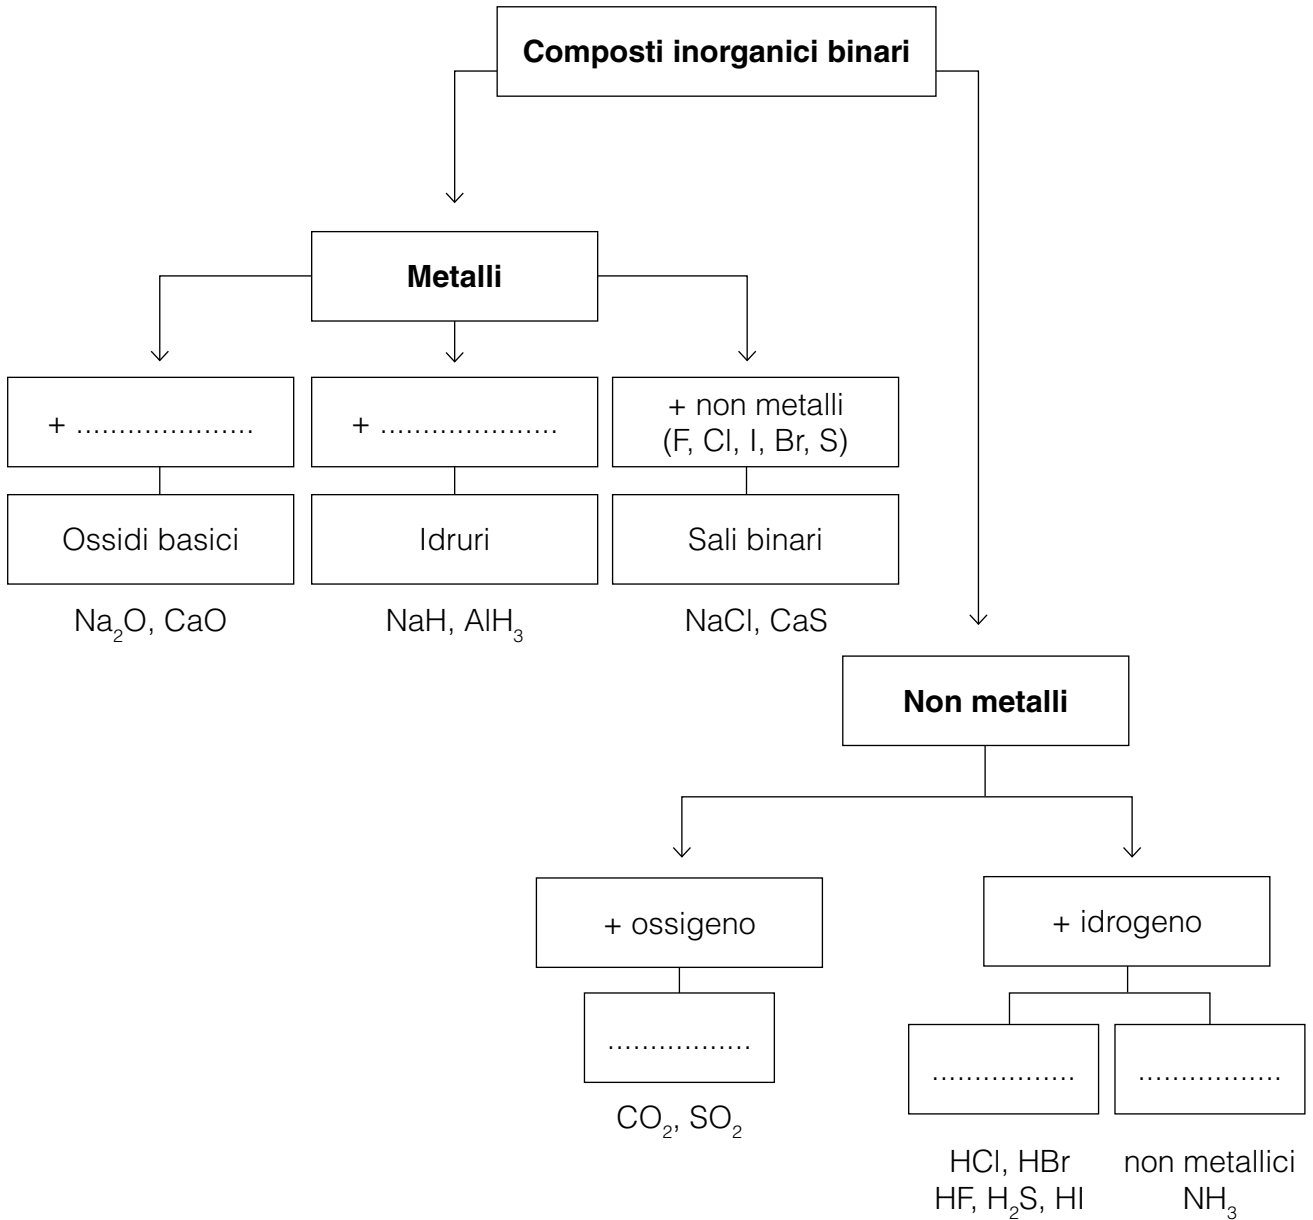 Composti inorganici binari
Metalli
+ .....................
+ .....................
+ non metalli
(F, Cl, I, Br, S)
Ossidi basici
Idruri
Sali binari
Na₂O, CaO
NaH, AlH₃
NaCl, CaS
Non metalli
+ ossigeno
+ idrogeno
.................
.................
.................
CO₂, SO₂
HCl, HBr
HF, H₂S, HI
non metallici
NH₃